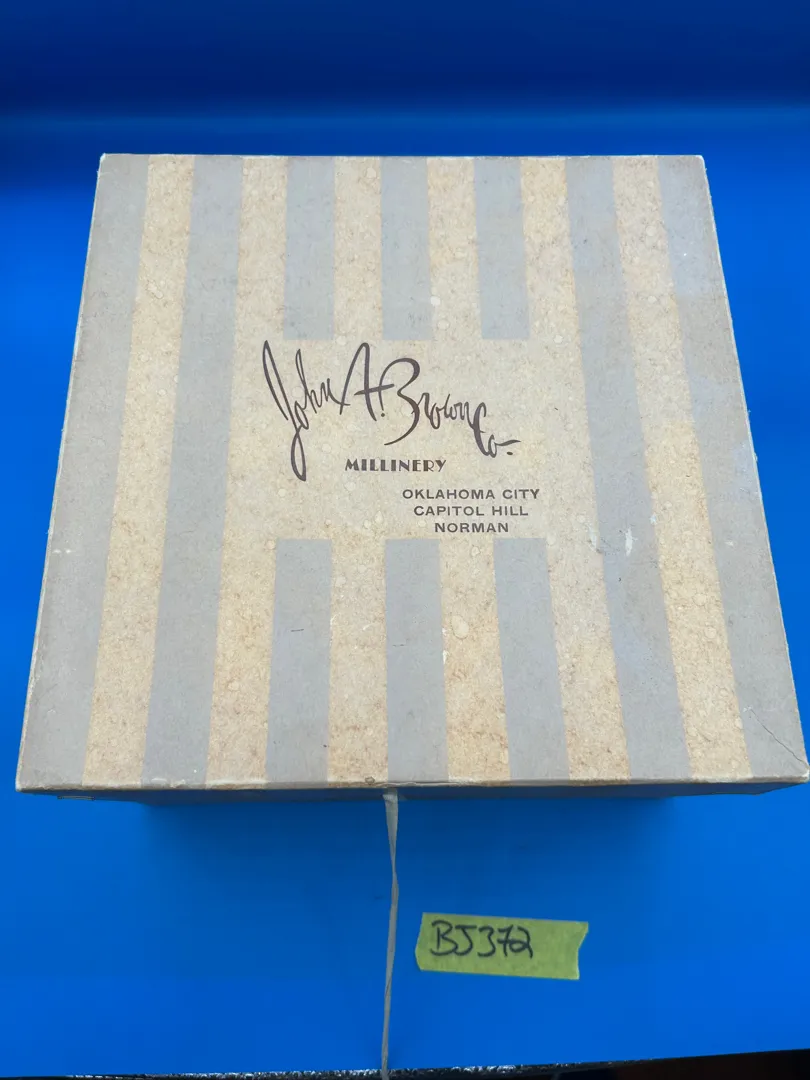 John A. Brown Co.
MILLINERY
OKLAHOMA CITY
CAPITOL HILL
NORMAN
BJ372